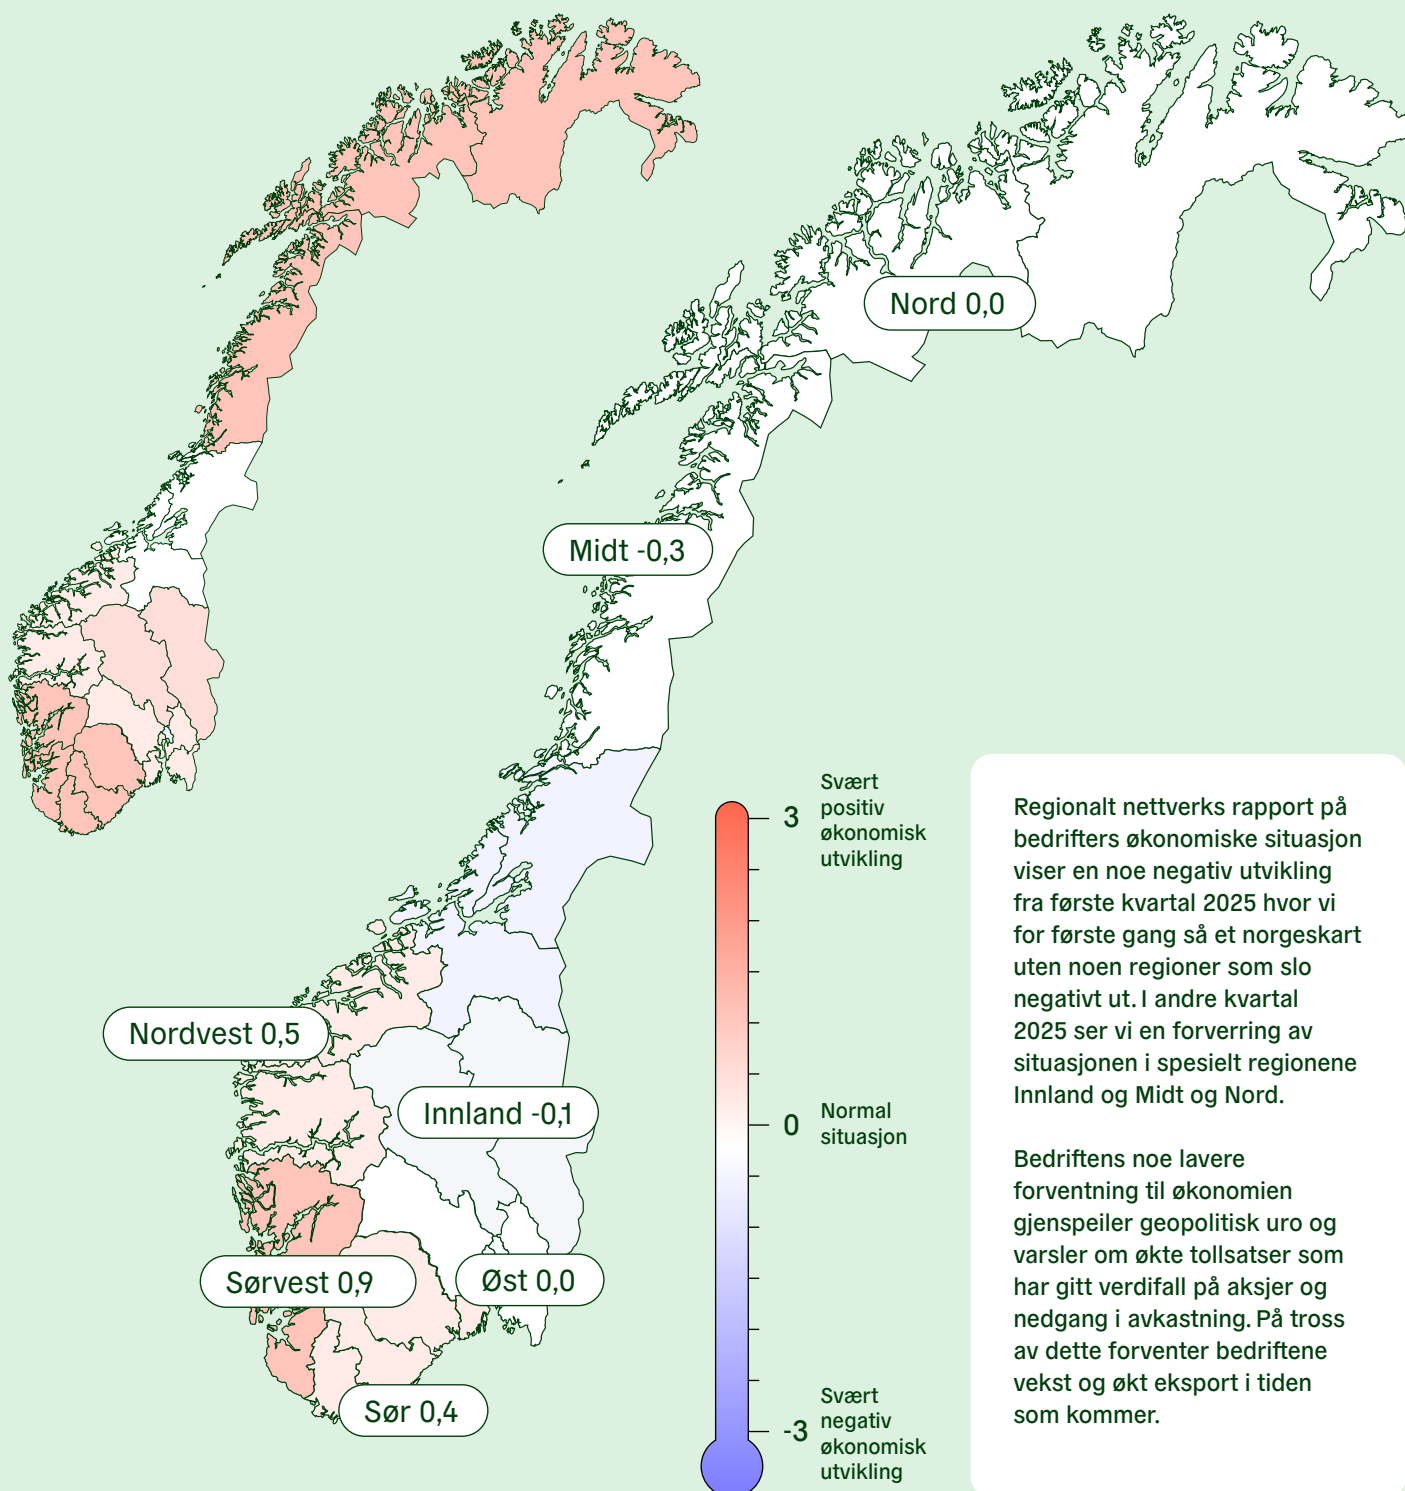 Nord 0,0
Midt -0,3
Nordvest 0,5
Innland -0,1
Sørvest 0,9
Øst 0,0
Sør 0,4
3
Svært
positiv
økonomisk
utvikling
0
Normal
situasjon
-3
Svært
negativ
økonomisk
utvikling
Regionalt nettverks rapport på
bedrifters økonomiske situasjon
viser en noe negativ utvikling
fra første kvartal 2025 hvor vi
for første gang så et norgeskart
uten noen regioner som slo
negativt ut. I andre kvartal
2025 ser vi en forverring av
situasjonen i spesielt regionene
Innland og Midt og Nord.
Bedriftens noe lavere
forventning til økonomien
gjenspeiler geopolitisk uro og
varsler om økte tollsatser som
har gitt verdifall på aksjer og
nedgang i avkastning. På tross
av dette forventer bedriftene
vekst og økt eksport i tiden
som kommer.